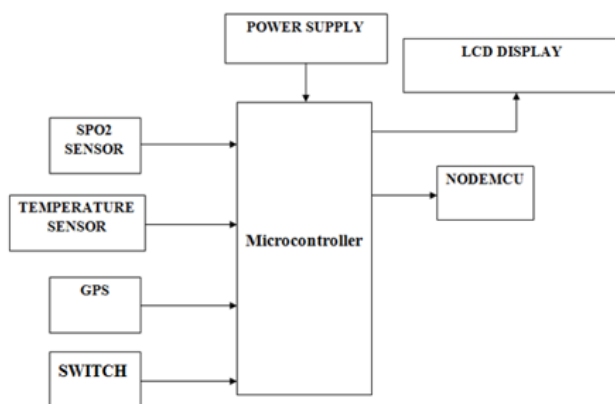 POWER SUPPLY
LCD DISPLAY
SPO2
SENSOR
NODEMCU
TEMPERATURE
SENSOR
Microcontroller
GPS
SWITCH